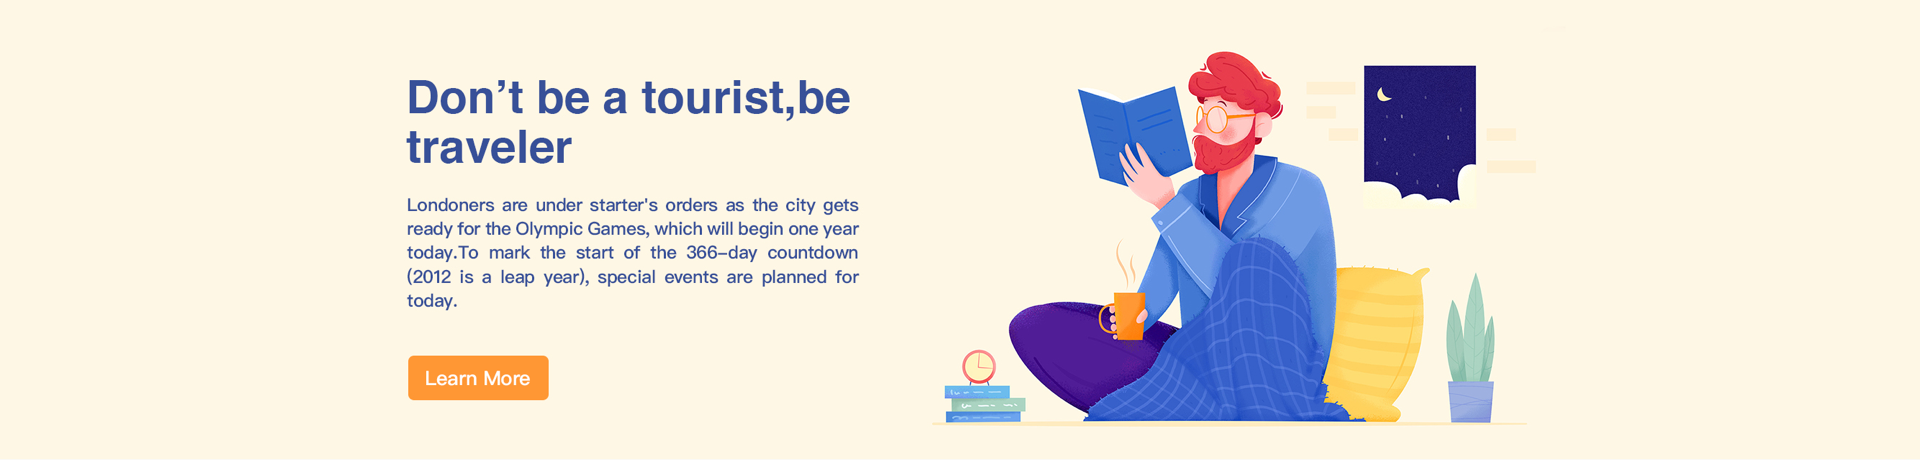 Don’t be a tourist,be
traveler
Londoners are under starter's orders as the city gets
ready for the Olympic Games, which will begin one year
today.To mark the start of the 366–day countdown
(2012 is a leap year), special events are planned for
today.
Learn More